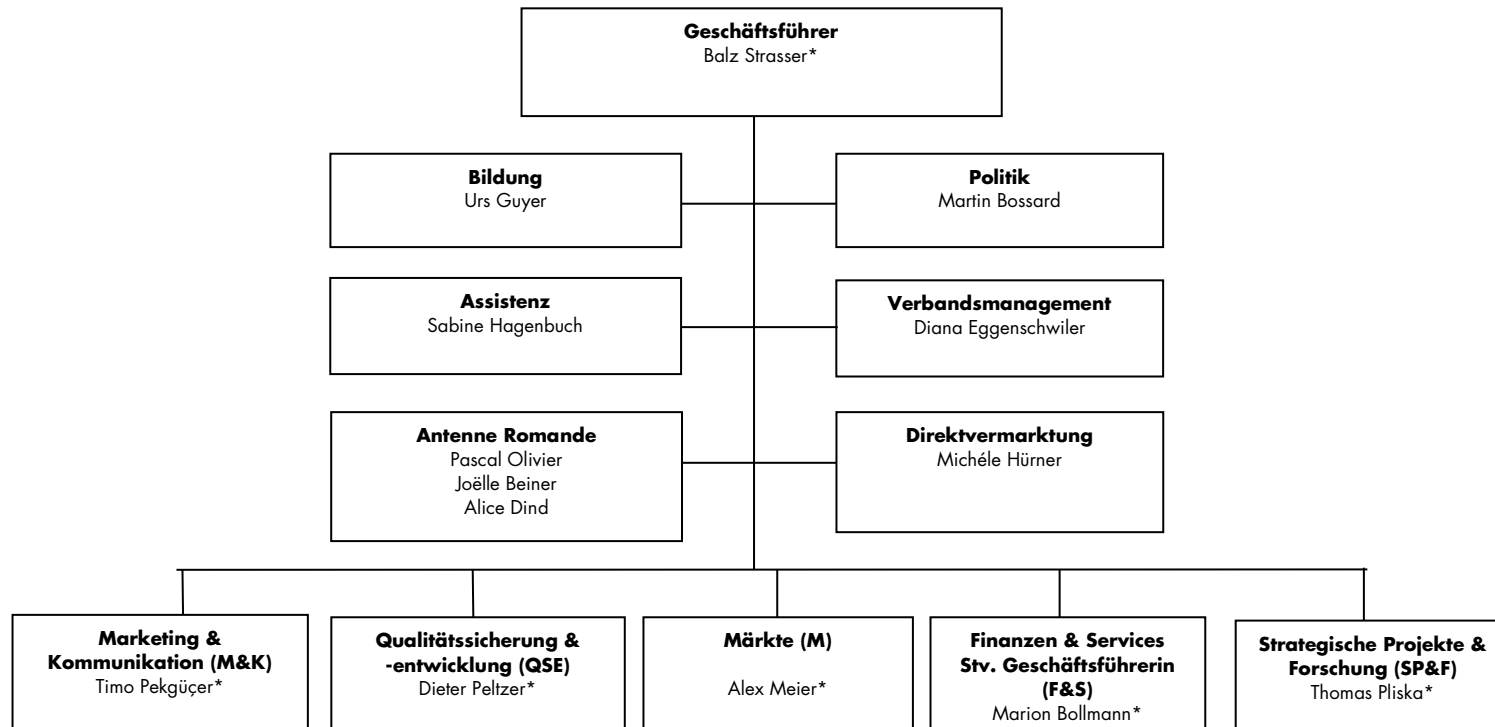 Geschäftsführer
Balz Strasser*
Bildung
Urs Guyer
Politik
Martin Bossard
Assistenz
Sabine Hagenbuch
Verbandsmanagement
Diana Eggenschwiler
Antenne Romande
Pascal Olivier
Joëlle Beiner
Alice Dind
Direktvermarktung
Michéle Hürner
Marketing &
Kommunikation (M&K)
Timo Pekgüçer*
Qualitätssicherung &
-entwicklung (QSE)
Dieter Peltzer*
Märkte (M)
Alex Meier*
Finanzen & Services
Stv. Geschäftsführerin
(F&S)
Marion Bollmann*
Strategische Projekte &
Forschung (SP&F)
Thomas Pliska*